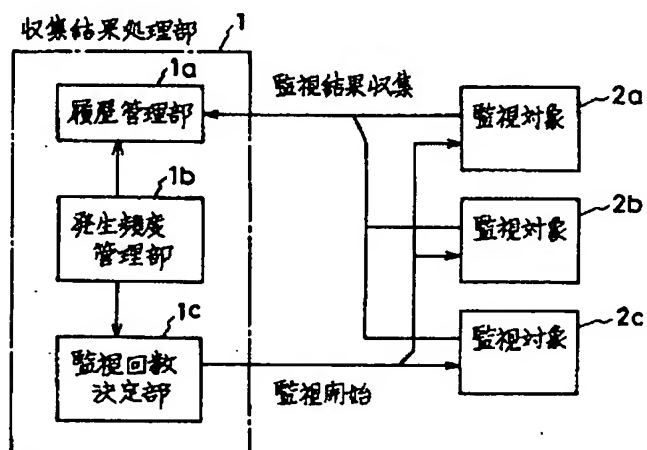 収集結果処理部
1
1a
履歴管理部
1b
発生頻度
管理部
1c
監視回数
決定部
監視結果収集
監視開始
監視対象
2a
監視対象
2b
監視対象
2c